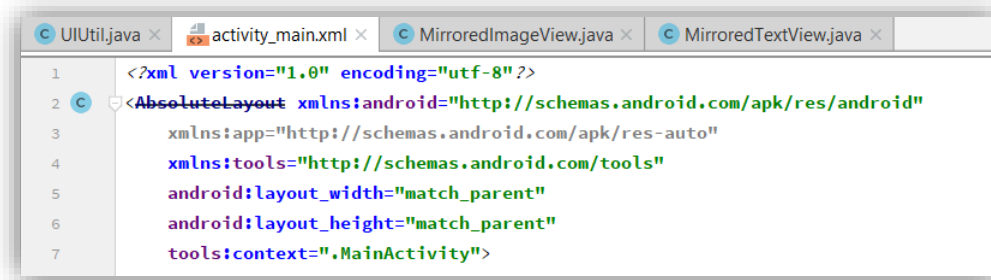 UIUtil.java activity_main.xml MirroredImageView.java MirroredTextView.java
1 <?xml version="1.0" encoding="utf-8"?>
2 <AbsoluteLayout xmlns:android="http://schemas.android.com/apk/res/android"
3 xmlns:app="http://schemas.android.com/apk/res-auto"
4 xmlns:tools="http://schemas.android.com/tools"
5 android:layout_width="match_parent"
6 android:layout_height="match_parent"
7 tools:context=".MainActivity">